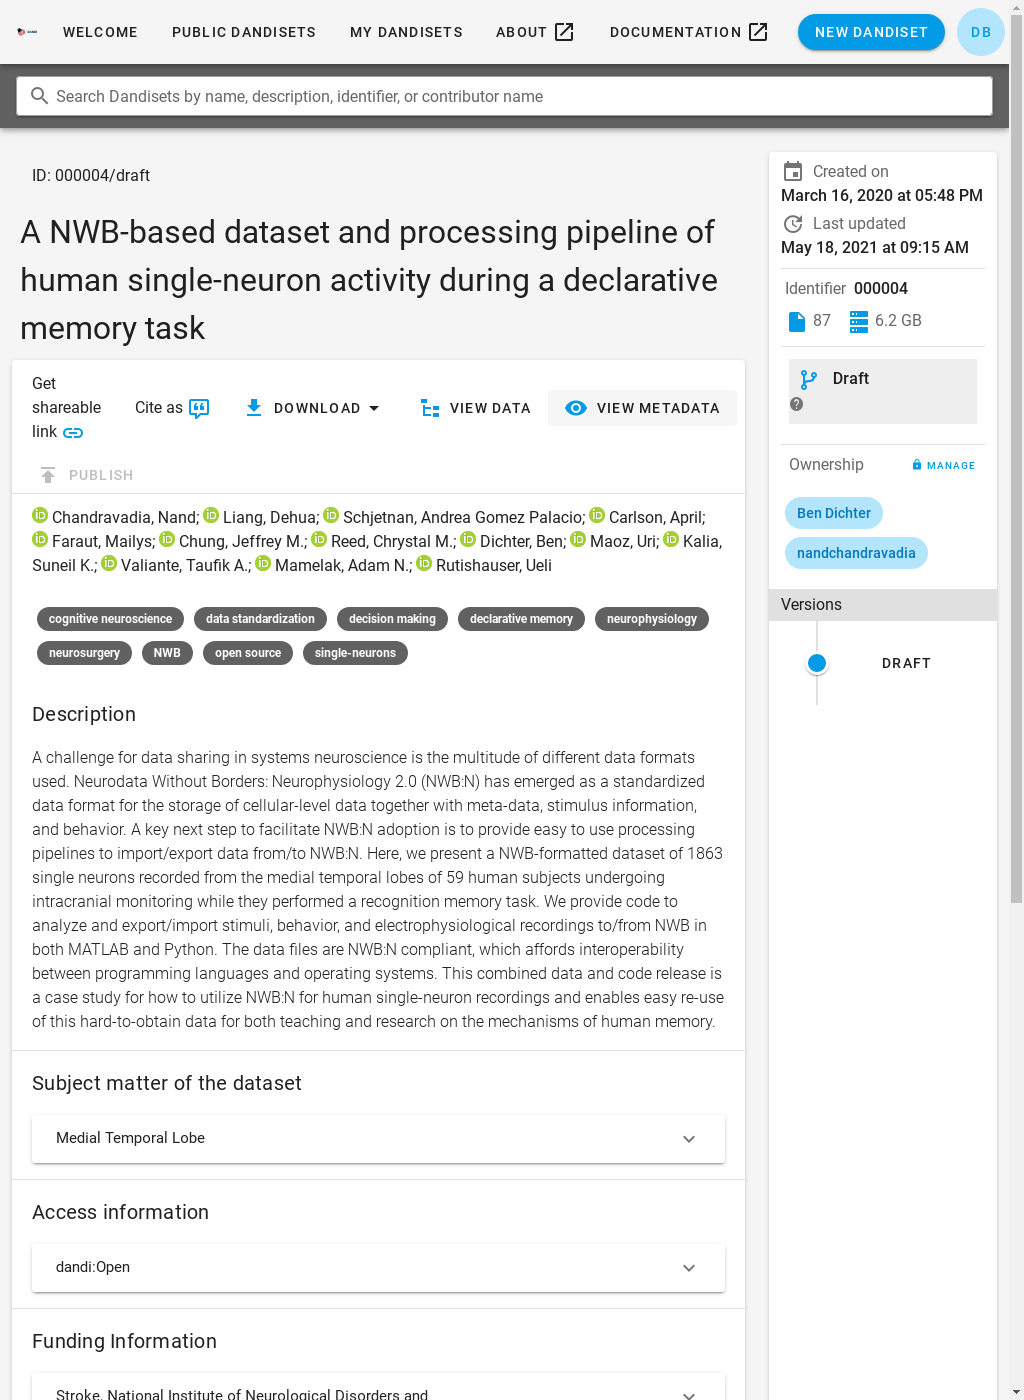 WELCOME PUBLIC DANDISETS MY DANDISETS ABOUT DOCUMENTATION NEW DANDISET DB
Search Dandisets by name, description, identifier, or contributor name
ID: 000004/draft
A NWB-based dataset and processing pipeline of
human single-neuron activity during a declarative
memory task
Get
shareable
link
Cite as
DOWNLOAD
VIEW DATA
VIEW METADATA
PUBLISH
Chandravadia, Nand; Liang, Dehua; Schjetnan, Andrea Gomez Palacio; Carlson, April;
Faraut, Mailys; Chung, Jeffrey M.; Reed, Chrystal M.; Dichter, Ben; Maoz, Uri; Kalia,
Suneil K.; Valiante, Taufik A.; Mamelak, Adam N.; Rutishauser, Ueli
cognitive neuroscience data standardization decision making declarative memory neurophysiology
neurosurgery NWB open source single-neurons
Description
A challenge for data sharing in systems neuroscience is the multitude of different data formats
used. Neurodata Without Borders: Neurophysiology 2.0 (NWB:N) has emerged as a standardized
data format for the storage of cellular-level data together with meta-data, stimulus information,
and behavior. A key next step to facilitate NWB:N adoption is to provide easy to use processing
pipelines to import/export data from/to NWB:N. Here, we present a NWB-formatted dataset of 1863
single neurons recorded from the medial temporal lobes of 59 human subjects undergoing
intracranial monitoring while they performed a recognition memory task. We provide code to
analyze and export/import stimuli, behavior, and electrophysiological recordings to/from NWB in
both MATLAB and Python. The data files are NWB:N compliant, which affords interoperability
between programming languages and operating systems. This combined data and code release is
a case study for how to utilize NWB:N for human single-neuron recordings and enables easy re-use
of this hard-to-obtain data for both teaching and research on the mechanisms of human memory.
Subject matter of the dataset
Medial Temporal Lobe
Access information
dandi:Open
Funding Information
Stroke, National Institute of Neurological Disorders and
Created on
March 16, 2020 at 05:48 PM
Last updated
May 18, 2021 at 09:15 AM
Identifier 000004
87 6.2 GB
Draft
Ownership MANAGE
Ben Dichter
nandchandravadia
Versions
DRAFT